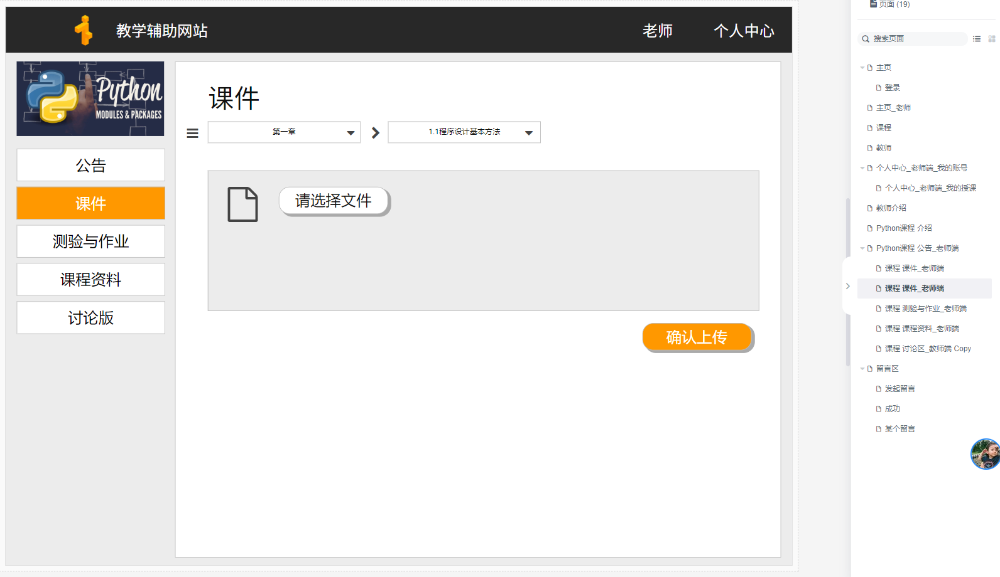 教学辅助网站
老师
个人中心
Python
MODULES & PACKAGES
公告
课件
测验与作业
课程资料
讨论版
课件
第一章
1.1程序设计基本方法
请选择文件
确认上传
页面 (19)
搜索页面
主页
登录
主页_老师
课程
教师
个人中心_老师端_我的账号
个人中心_老师端_我的授课
教师介绍
Python课程 介绍
Python课程 公告_老师端
课程 课件_老师端
课程 课件_老师端
课程 测验与作业_老师端
课程 课程资料_老师端
课程 讨论区_教师端 Copy
留言区
发起留言
成功
某个留言